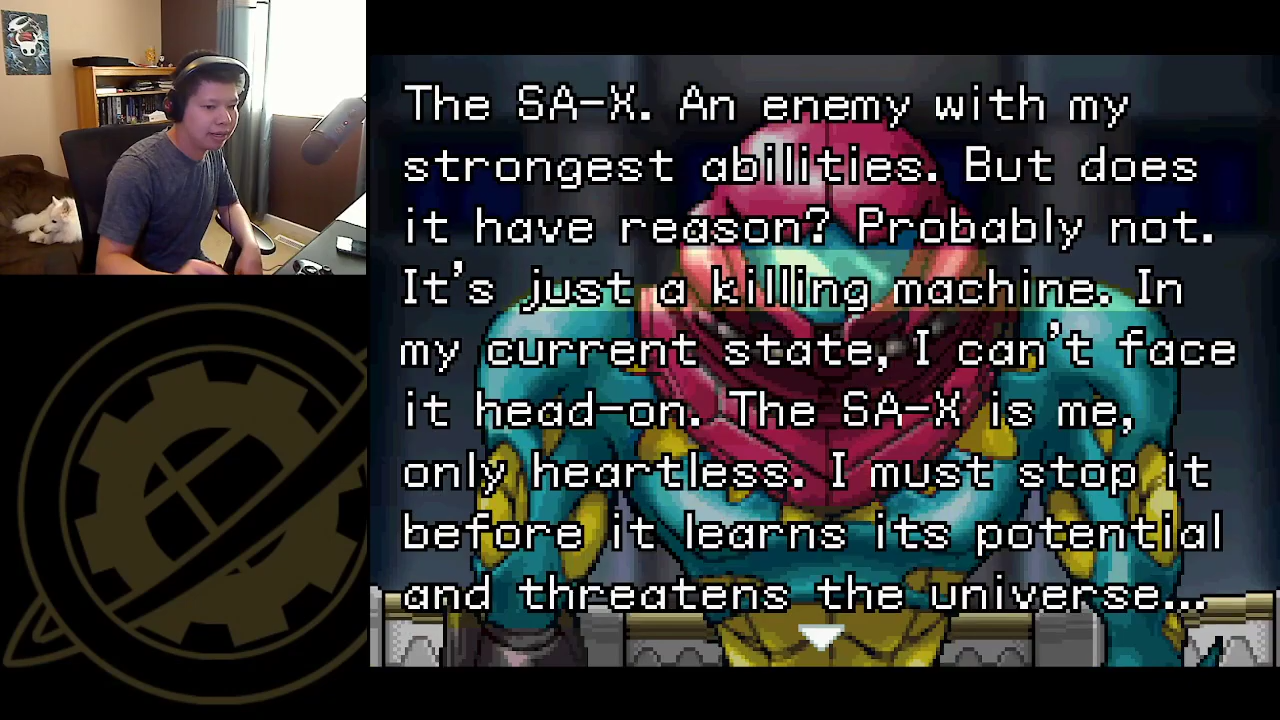 The SA-X. An enemy with my
strongest abilities. But does
it have reason? Probably not.
It's just a killing machine. In
my current state, I can't face
it head-on. The SA-X is me,
only heartless. I must stop it
before it learns its potential
and threatens the universe...